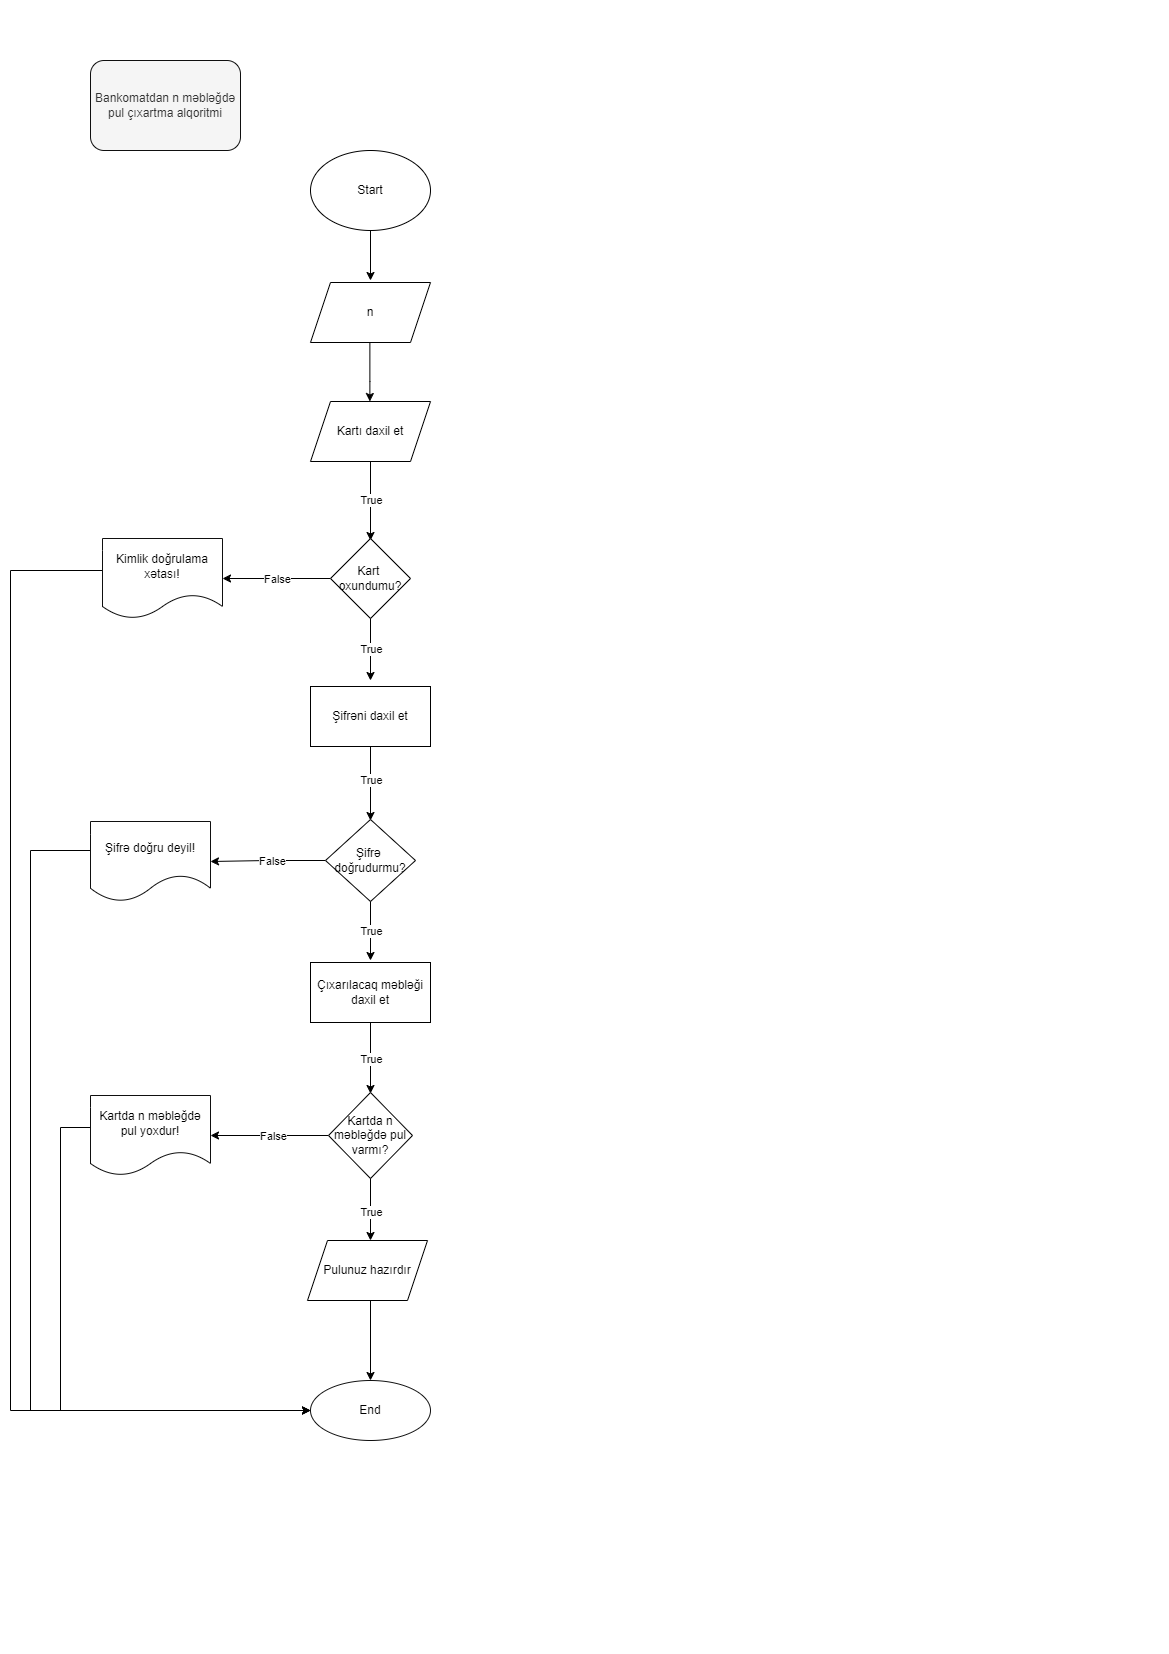 Bankomatdan n məbləğdə
pul çıxartma alqoritmi
Start
n
Kartı daxil et
True
Kart
oxundumu?
False
Kimlik doğrulama
xətası!
True
Şifrəni daxil et
True
Şifrə
doğrudurmu?
False
Şifrə doğru deyil!
True
Çıxarılacaq məbləği
daxil et
True
Kartda n
məbləğdə pul
varmı?
False
Kartda n məbləğdə
pul yoxdur!
True
Pulunuz hazırdır
End